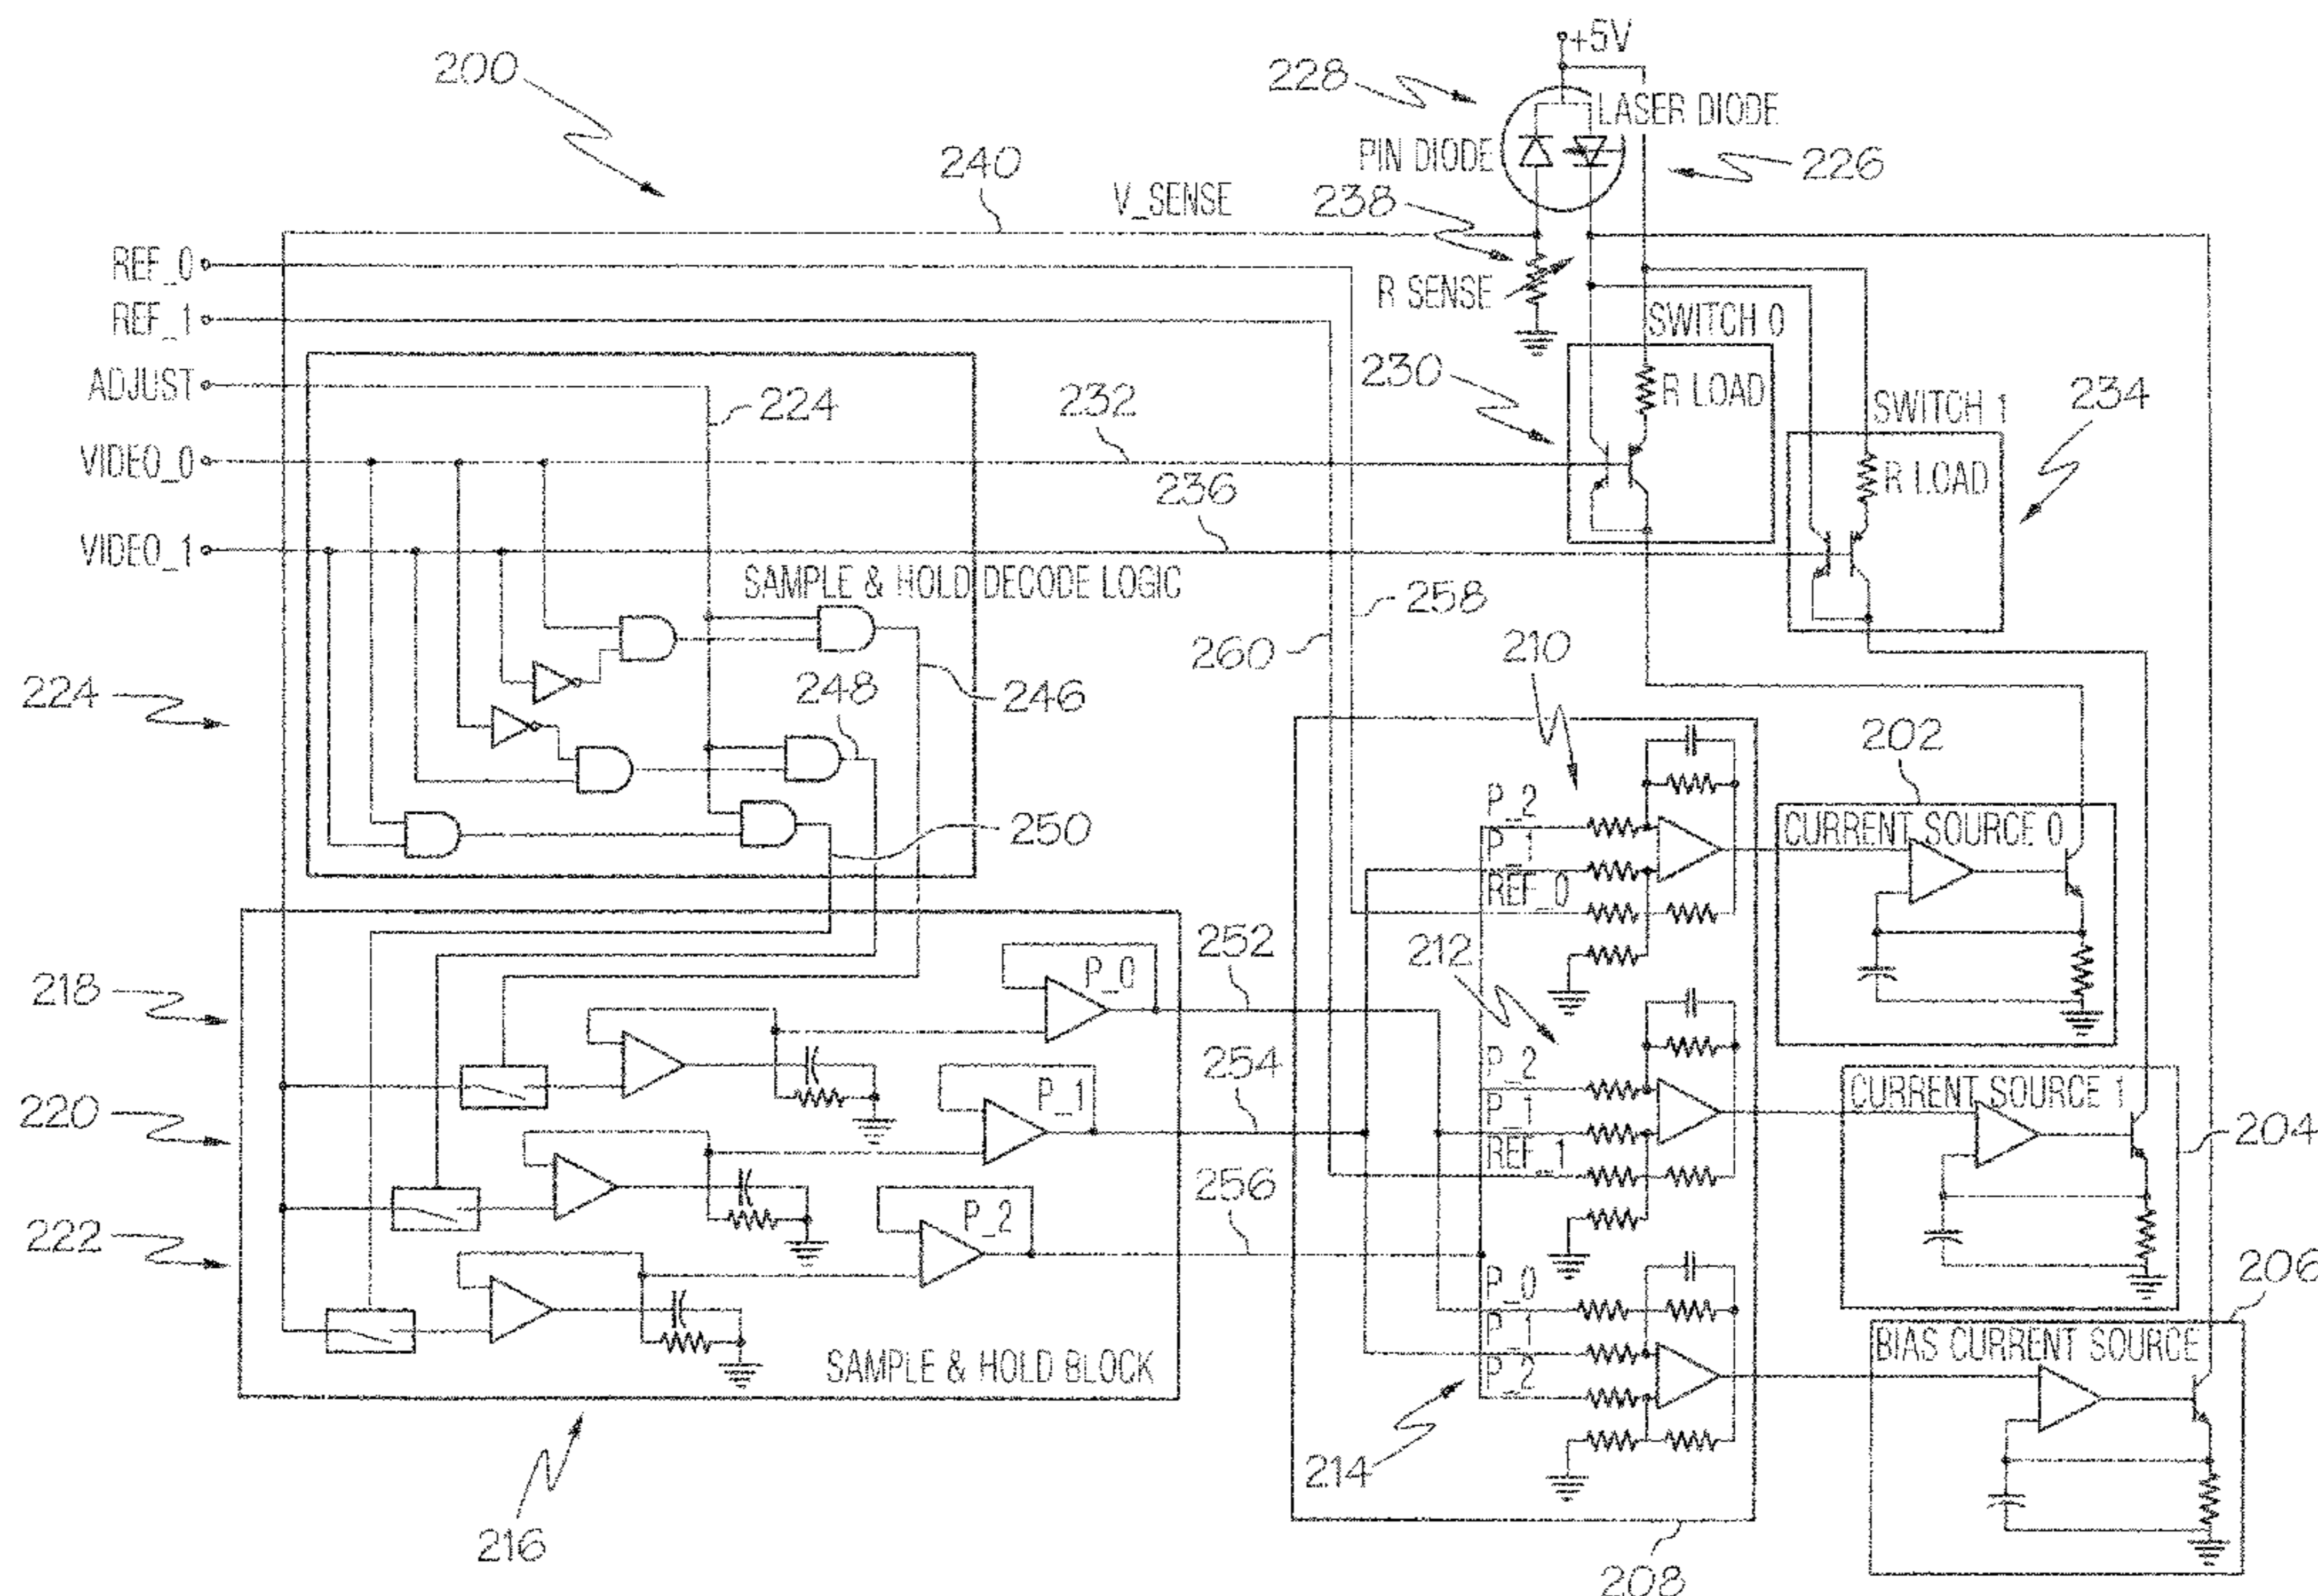 200
+5V
228
LASER DIODE
PIN DIODE
226
240
V_SENSE
238
REF_0
R SENSE
REF_1
SWITCH 0
ADJUST
224
232
230
R LOAD
SWITCH 1
234
VIDEO_0
236
R LOAD
VIDEO_1
SAMPLE & HOLD DECODE LOGIC
258
260
210
224
248
246
202
P_2
250
P_1
CURRENT SOURCE 0
REF_0
252
212
218
P_0
254
P_2
CURRENT SOURCE 1
220
P_1
P_1
204
REF_1
256
222
P_2
206
P_0
P_1
BIAS CURRENT SOURCE
SAMPLE & HOLD BLOCK
P_2
214
216
208